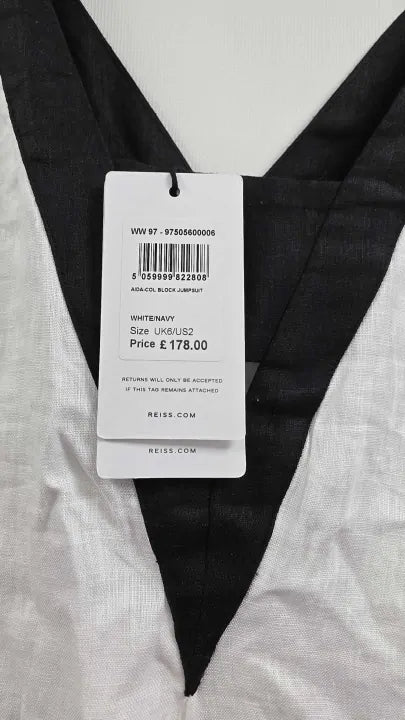 WW 97 - 97505600006
5 059999 822808
AIDA-COL BLOCK JUMPSUIT
WHITE/NAVY
Size UK6/US2
Price £178.00
RETURNS WILL ONLY BE ACCEPTED
IF THIS TAG REMAINS ATTACHED
REISS.COM
REISS.COM